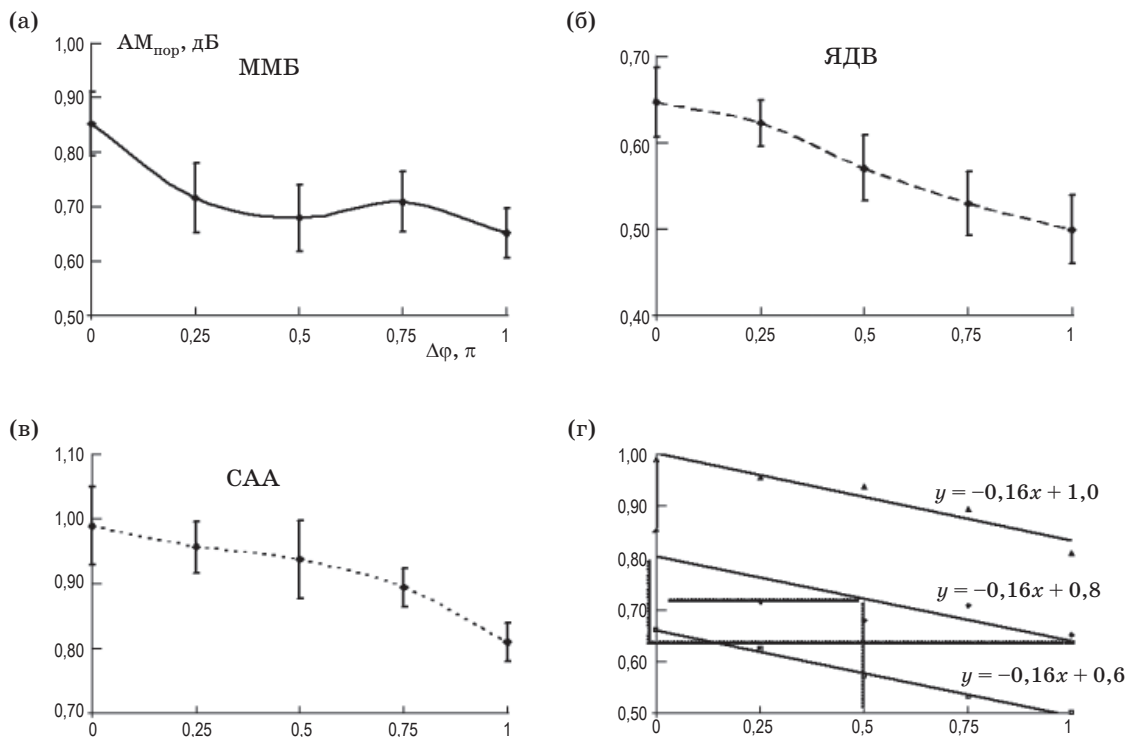 (а)
АМпор, дБ
ММБ
1,00
0,90
0,80
0,70
0,60
0,50
0 0,25 0,5 0,75 1
Δφ, π
(б)
ЯДВ
0,70
0,60
0,50
0,40
0 0,25 0,5 0,75 1
(в)
САА
1,10
1,00
0,90
0,80
0,70
0 0,25 0,5 0,75 1
(г)
1,00
0,90
0,80
0,70
0,60
0,50
y = −0,16x + 1,0
y = −0,16x + 0,8
y = −0,16x + 0,6
0 0,25 0,5 0,75 1